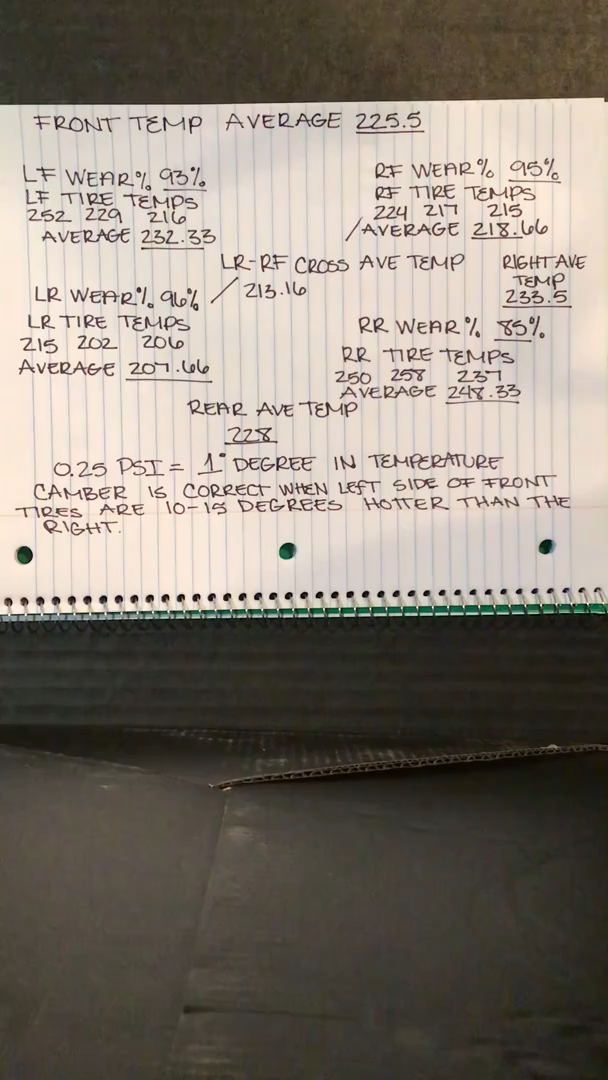 FRONT TEMP AVERAGE 225.5
LF WEAR% 93%
LF TIRE TEMPS
252 229 216
AVERAGE 232.33
RF WEAR% 95%
RF TIRE TEMPS
224 217 215
AVERAGE 218.66
LR-RF CROSS AVE TEMP
213.16
RIGHT AVE
TEMP
233.5
LR WEAR% 96%
LR TIRE TEMPS
215 202 206
AVERAGE 207.66
RR WEAR% 85%
RR TIRE TEMPS
250 258 237
AVERAGE 248.33
REAR AVE TEMP
228
0.25 PSI = 1° DEGREE IN TEMPERATURE
CAMBER IS CORRECT WHEN LEFT SIDE OF FRONT
TIRES ARE 10-15 DEGREES HOTTER THAN THE
RIGHT.